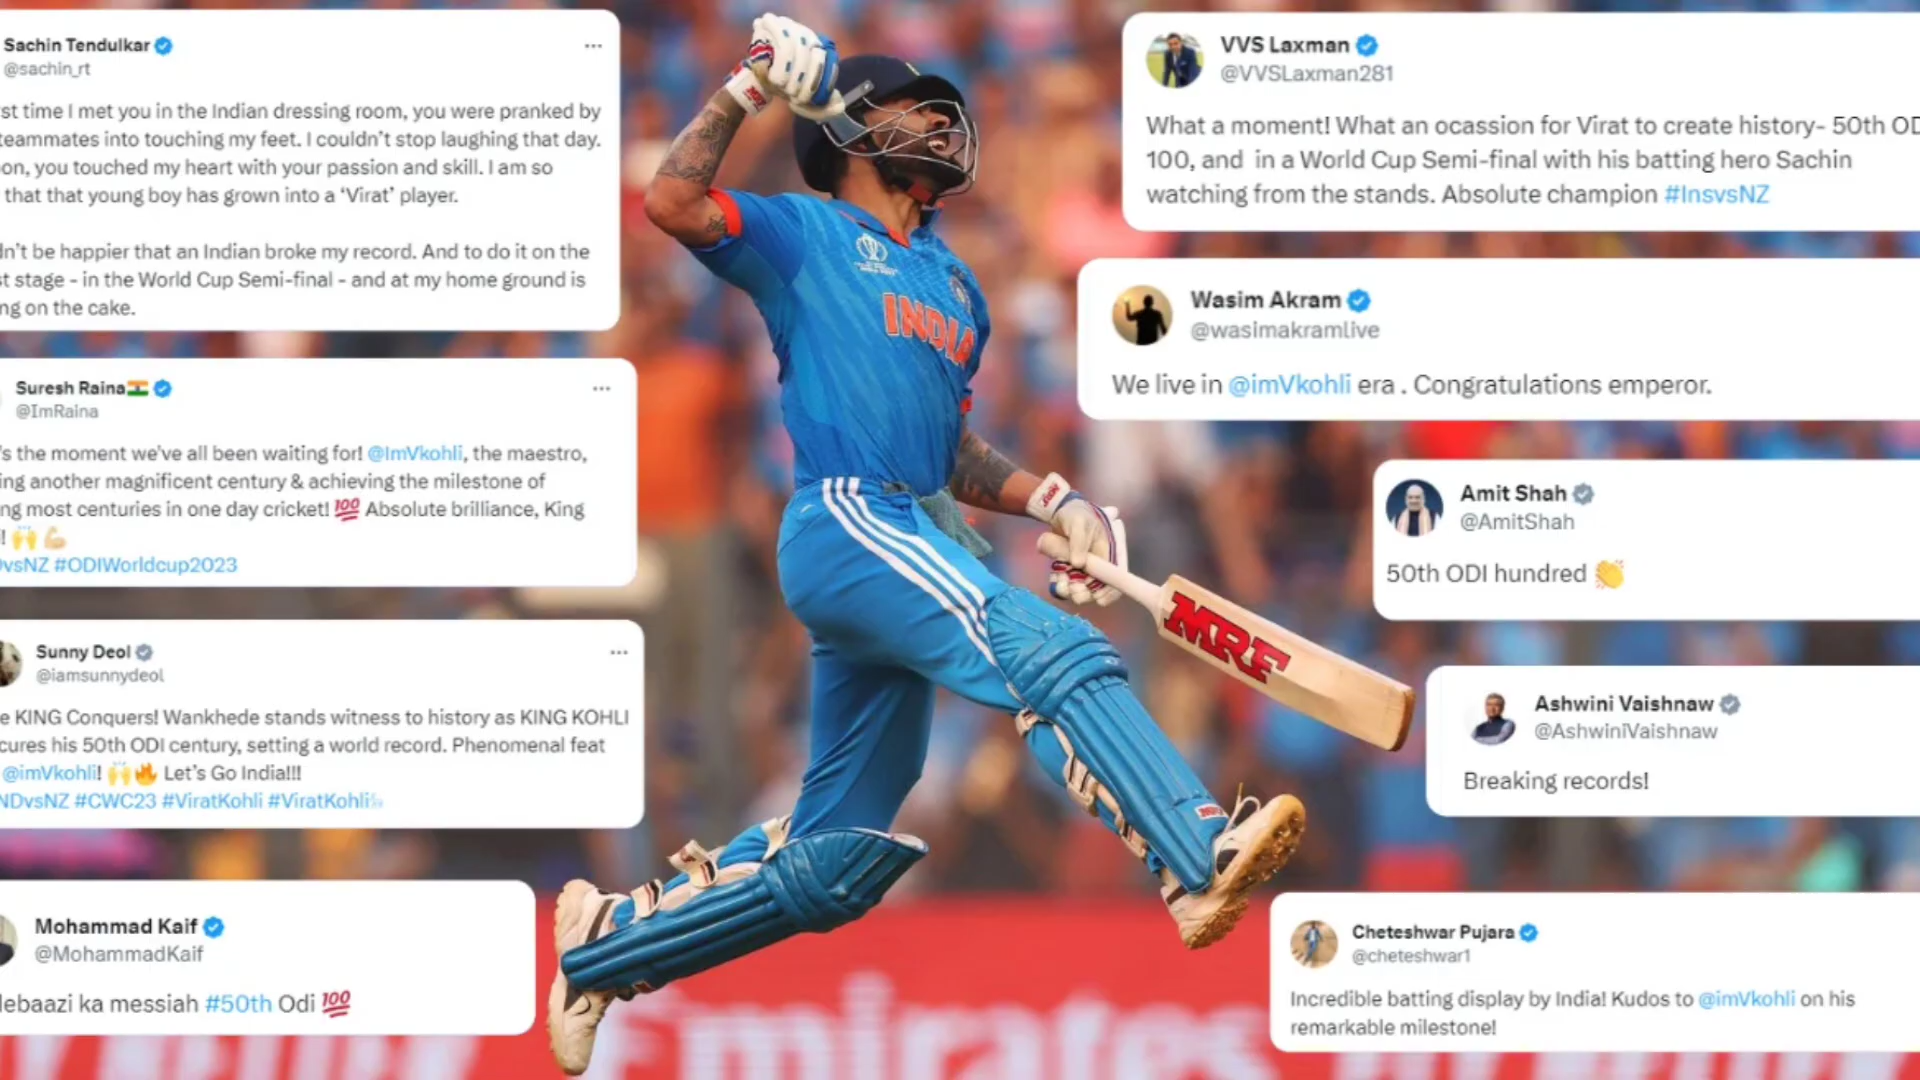 Sachin Tendulkar
@sachin_rt
st time I met you in the Indian dressing room, you were pranked by
teammates into touching my feet. I couldn't stop laughing that day.
on, you touched my heart with your passion and skill. I am so
that that young boy has grown into a 'Virat' player.
n't be happier that an Indian broke my record. And to do it on the
t stage - in the World Cup Semi-final - and at my home ground is
ng on the cake.
Suresh Raina
@ImRaina
's the moment we've all been waiting for! @ImVkohli, the maestro,
ing another magnificent century & achieving the milestone of
ng most centuries in one day cricket! 💯 Absolute brilliance, King
! 🙌 💪
vsNZ #ODIWorldcup2023
Sunny Deol
@iamsunnydeol
e KING Conquers! Wankhede stands witness to history as KING KOHLI
cures his 50th ODI century, setting a world record. Phenomenal feat
@imVkohli! 🙌🔥 Let's Go India!!!
NDvsNZ #CWC23 #ViratKohli #ViratKohli
Mohammad Kaif
@MohammadKaif
lebaazi ka messiah #50th Odi 💯
INDIA
MRF
MRF
Emirates
VVS Laxman
@VVSLaxman281
What a moment! What an ocassion for Virat to create history- 50th OD
100, and in a World Cup Semi-final with his batting hero Sachin
watching from the stands. Absolute champion #InsvsNZ
Wasim Akram
@wasimakramlive
We live in @imVkohli era . Congratulations emperor.
Amit Shah
@AmitShah
50th ODI hundred 👏
Ashwini Vaishnaw
@AshwiniVaishnaw
Breaking records!
Cheteshwar Pujara
@cheteshwar1
Incredible batting display by India! Kudos to @imVkohli on his
remarkable milestone!